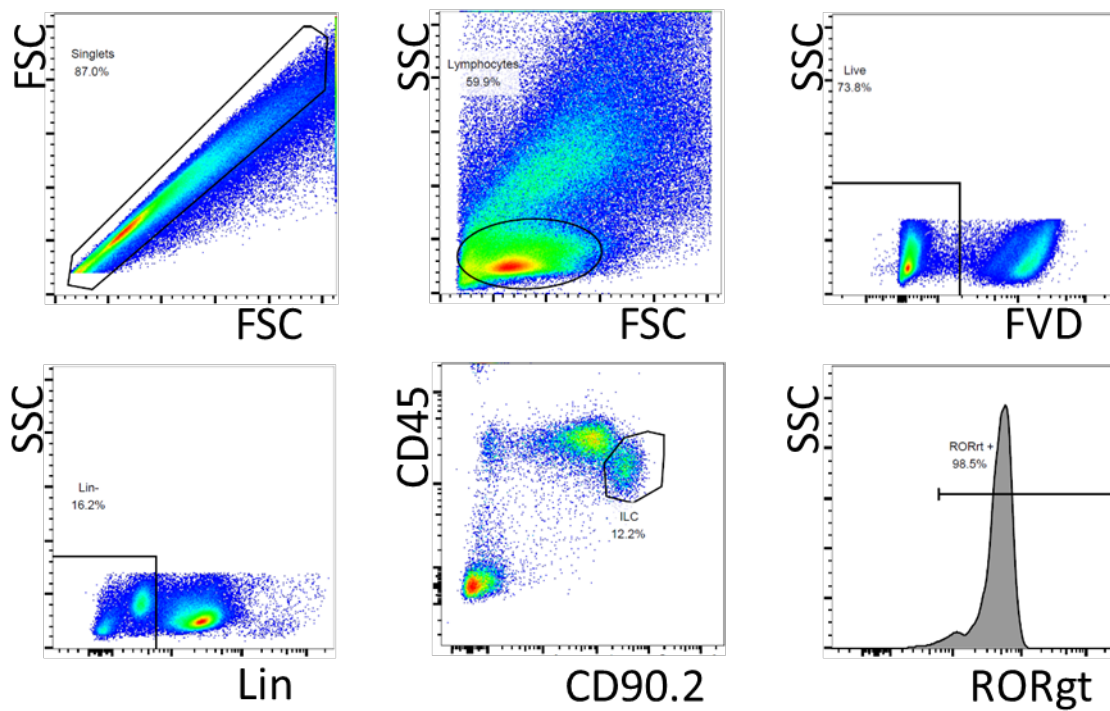 FSC
Singlets
87.0%
FSC
SSC
Lymphocytes
59.9%
FSC
SSC
Live
73.8%
FVD
SSC
Lin-
16.2%
Lin
CD45
ILC
12.2%
CD90.2
SSC
RORrt +
98.5%
RORgt